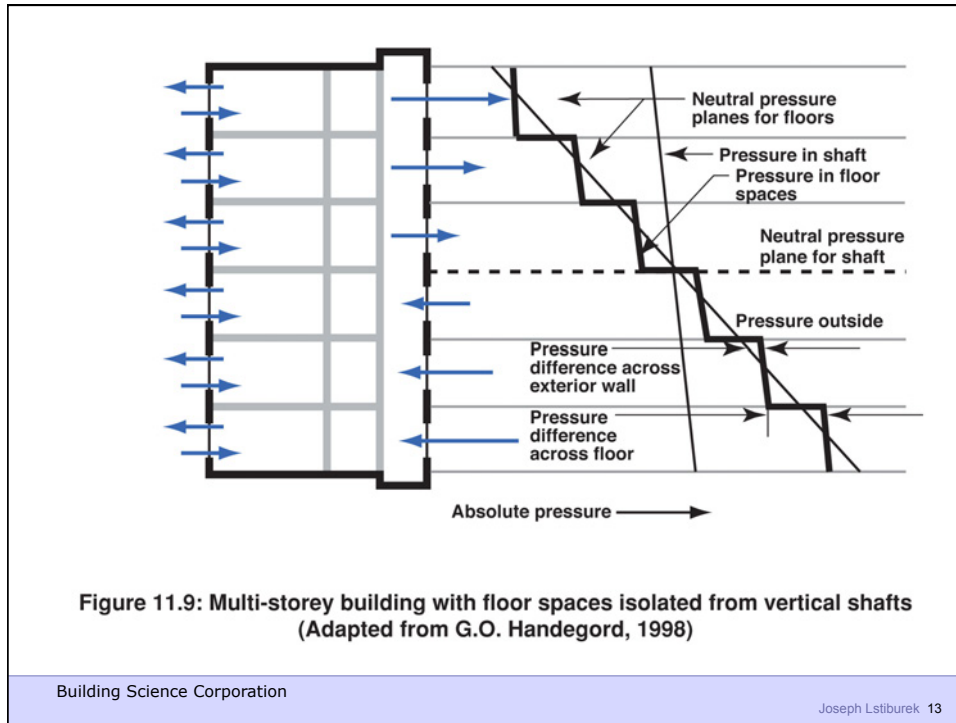 Neutral pressure
planes for floors
Pressure in shaft
Pressure in floor
spaces
Neutral pressure
plane for shaft
Pressure outside
Pressure
difference across
exterior wall
Pressure
difference
across floor
Absolute pressure
Figure 11.9: Multi-storey building with floor spaces isolated from vertical shafts
(Adapted from G.O. Handegord, 1998)
Building Science Corporation
Joseph Lstiburek 13